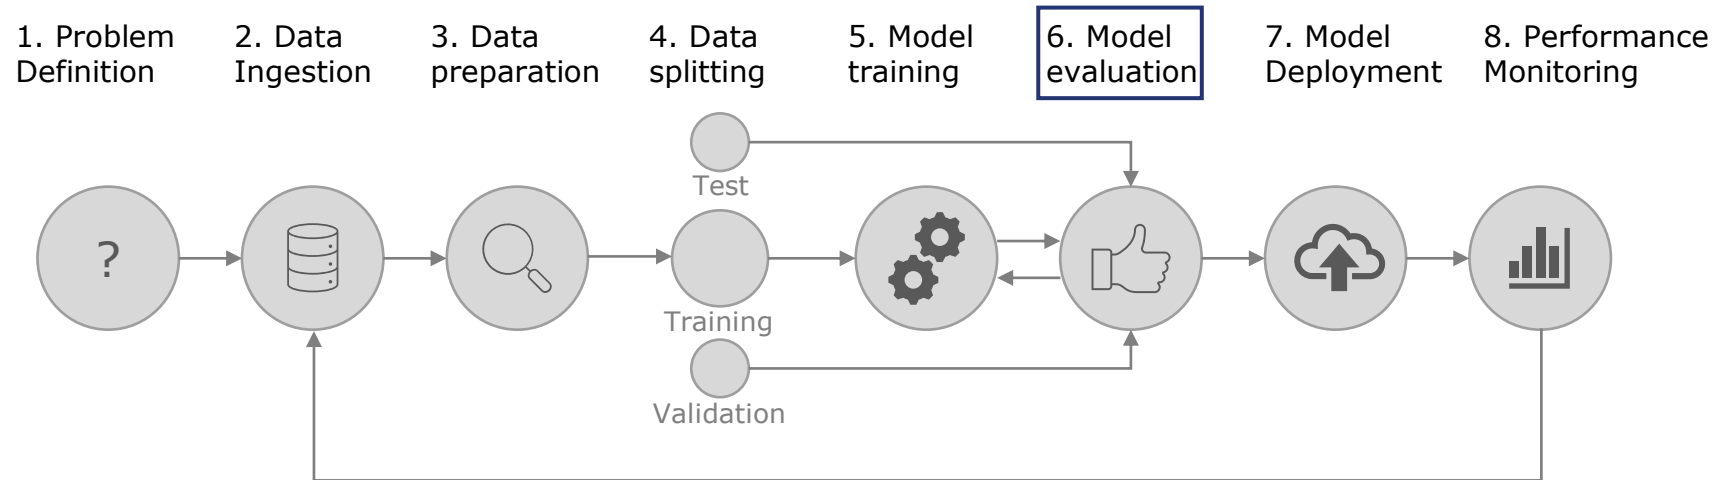 1. Problem
Definition
2. Data
Ingestion
3. Data
preparation
4. Data
splitting
5. Model
training
6. Model
evaluation
7. Model
Deployment
8. Performance
Monitoring
Test
?
Training
Validation